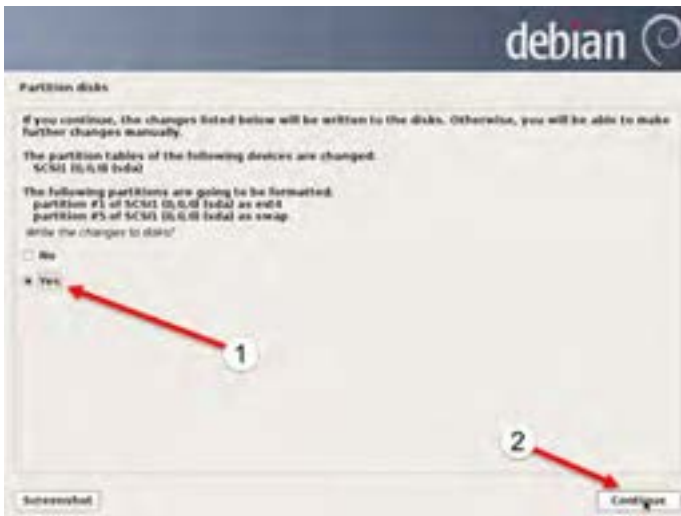 debian
Partition disks
If you continue, the changes listed below will be written to the disks. Otherwise, you will be able to make
further changes manually.
The partition tables of the following devices are changed:
SCSI1 (0,0,0) (sda)
The following partitions are going to be formatted:
partition #1 of SCSI1 (0,0,0) (sda) as ext4
partition #5 of SCSI1 (0,0,0) (sda) as swap
Write the changes to disks?
No
Yes
1
2
Screenshot
Continue